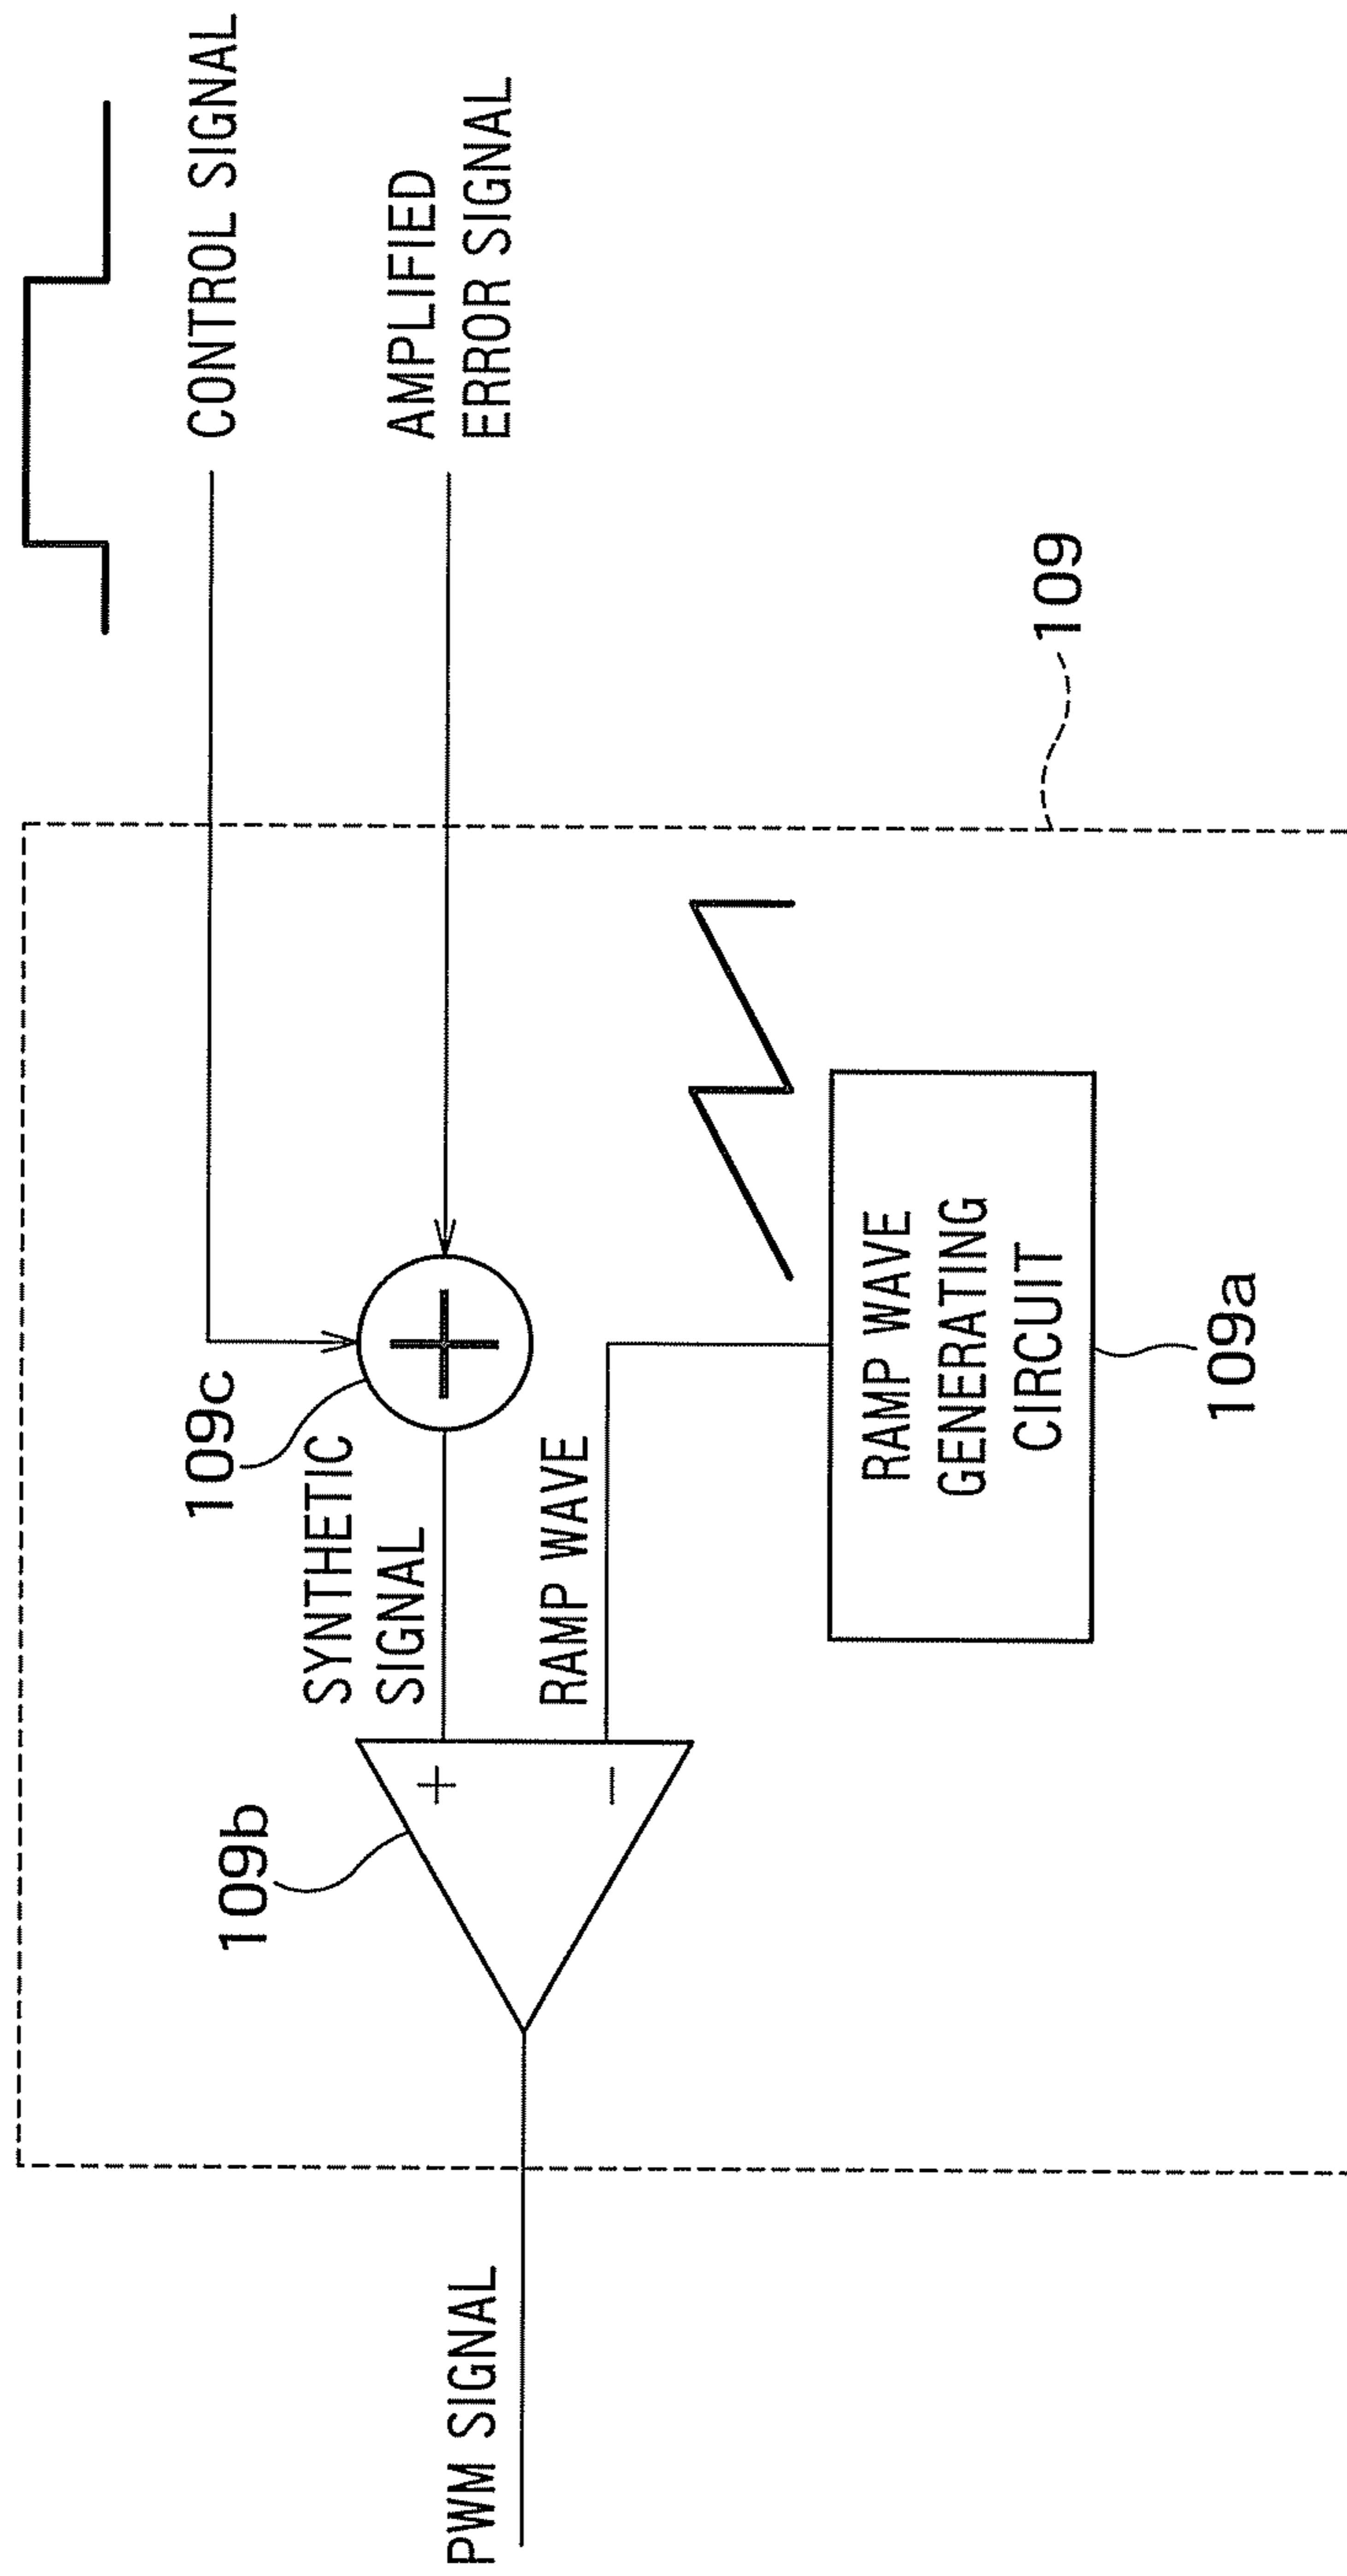 CONTROL SIGNAL
AMPLIFIED
ERROR SIGNAL
109
109c
SYNTHETIC
SIGNAL
+
RAMP WAVE
RAMP WAVE
GENERATING
CIRCUIT
109a
109b
+
−
PWM SIGNAL